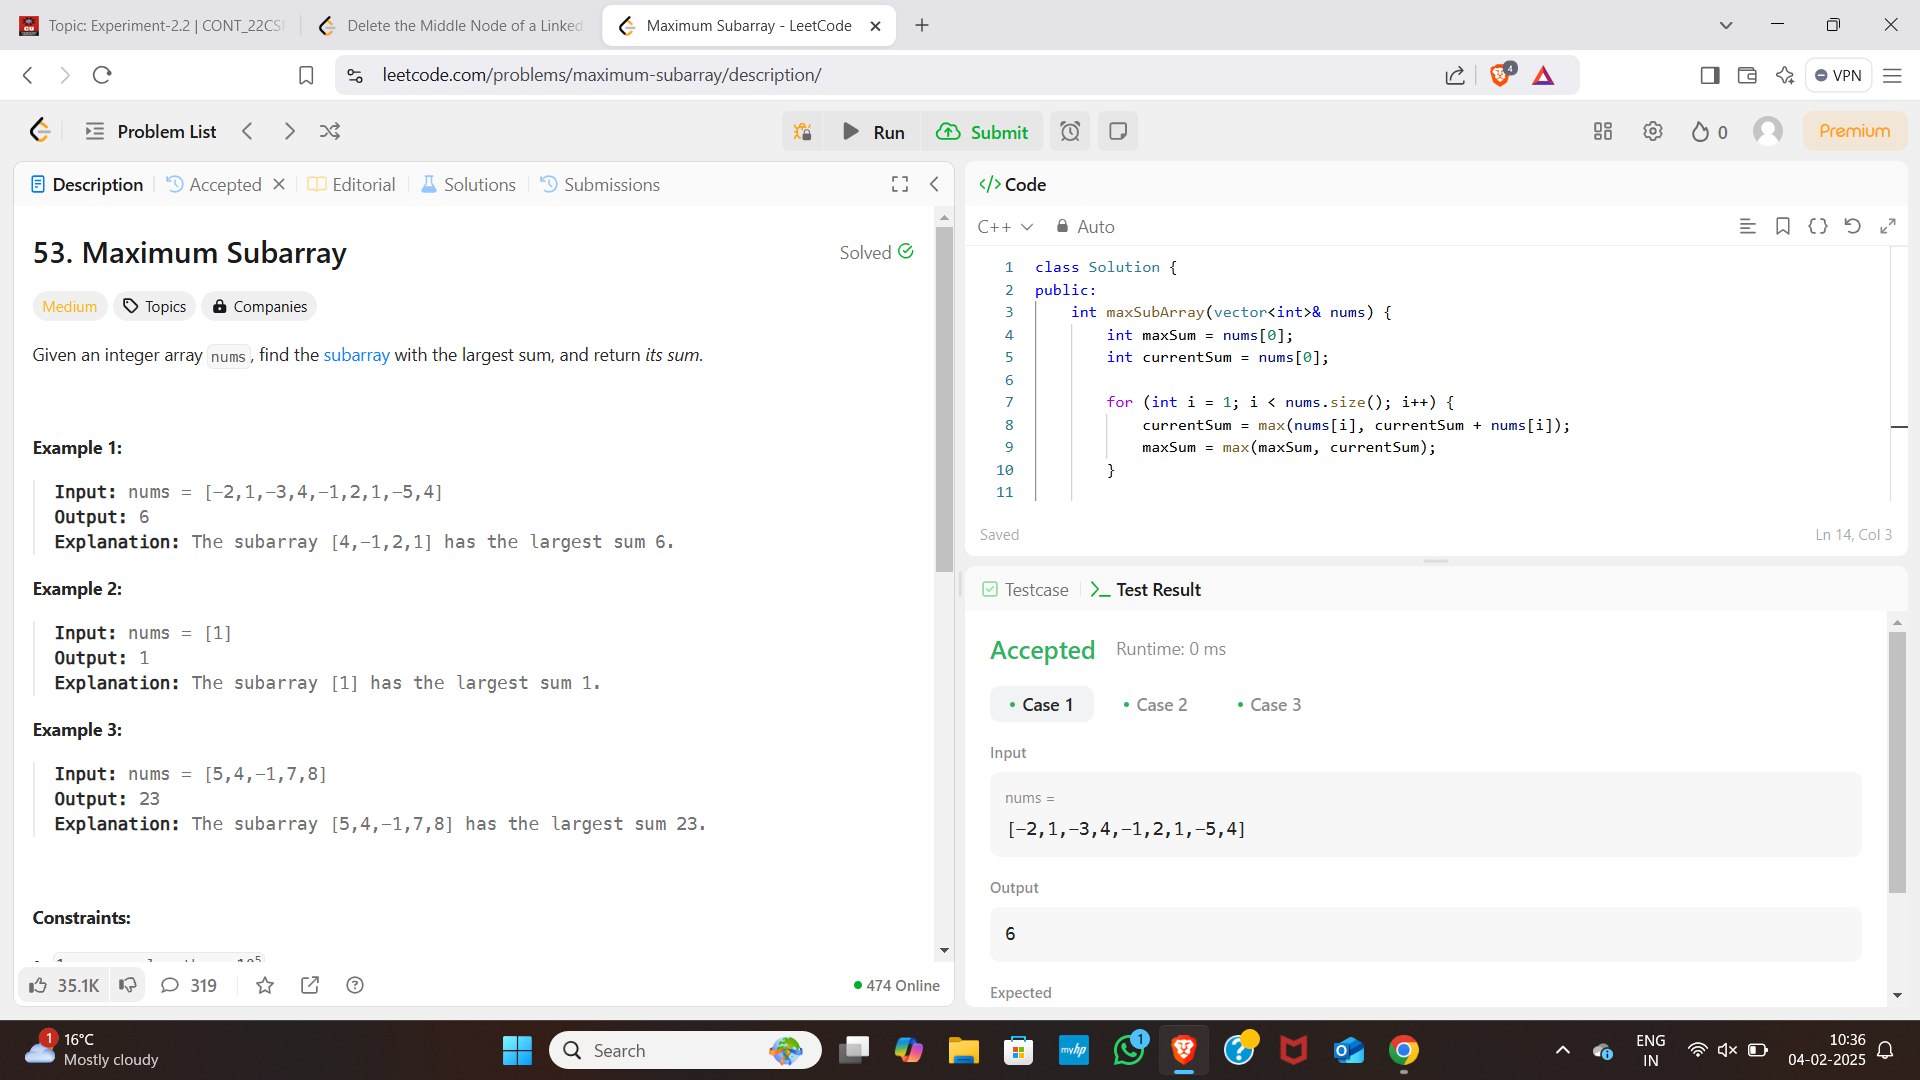 Topic: Experiment-2.2 | CONT_22CSI
Delete the Middle Node of a Linked
Maximum Subarray - LeetCode
leetcode.com/problems/maximum-subarray/description/
4
VPN
Problem List
Run
Submit
0
Premium
Description
Accepted
Editorial
Solutions
Submissions
53. Maximum Subarray
Solved
Medium
Topics
Companies
Given an integer array nums, find the subarray with the largest sum, and return its sum.
Example 1:
Input: nums = [-2,1,-3,4,-1,2,1,-5,4]
Output: 6
Explanation: The subarray [4,-1,2,1] has the largest sum 6.
Example 2:
Input: nums = [1]
Output: 1
Explanation: The subarray [1] has the largest sum 1.
Example 3:
Input: nums = [5,4,-1,7,8]
Output: 23
Explanation: The subarray [5,4,-1,7,8] has the largest sum 23.
Constraints:
35.1K
319
474 Online
Code
C++
Auto
1 class Solution {
2 public:
3 int maxSubArray(vector<int>& nums) {
4 int maxSum = nums[0];
5 int currentSum = nums[0];
6
7 for (int i = 1; i < nums.size(); i++) {
8 currentSum = max(nums[i], currentSum + nums[i]);
9 maxSum = max(maxSum, currentSum);
10 }
11
Saved
Ln 14, Col 3
Testcase
Test Result
Accepted
Runtime: 0 ms
Case 1
Case 2
Case 3
Input
nums =
[-2,1,-3,4,-1,2,1,-5,4]
Output
6
Expected
1
16°C
Mostly cloudy
Search
myhp
1
ENG
IN
10:36
04-02-2025